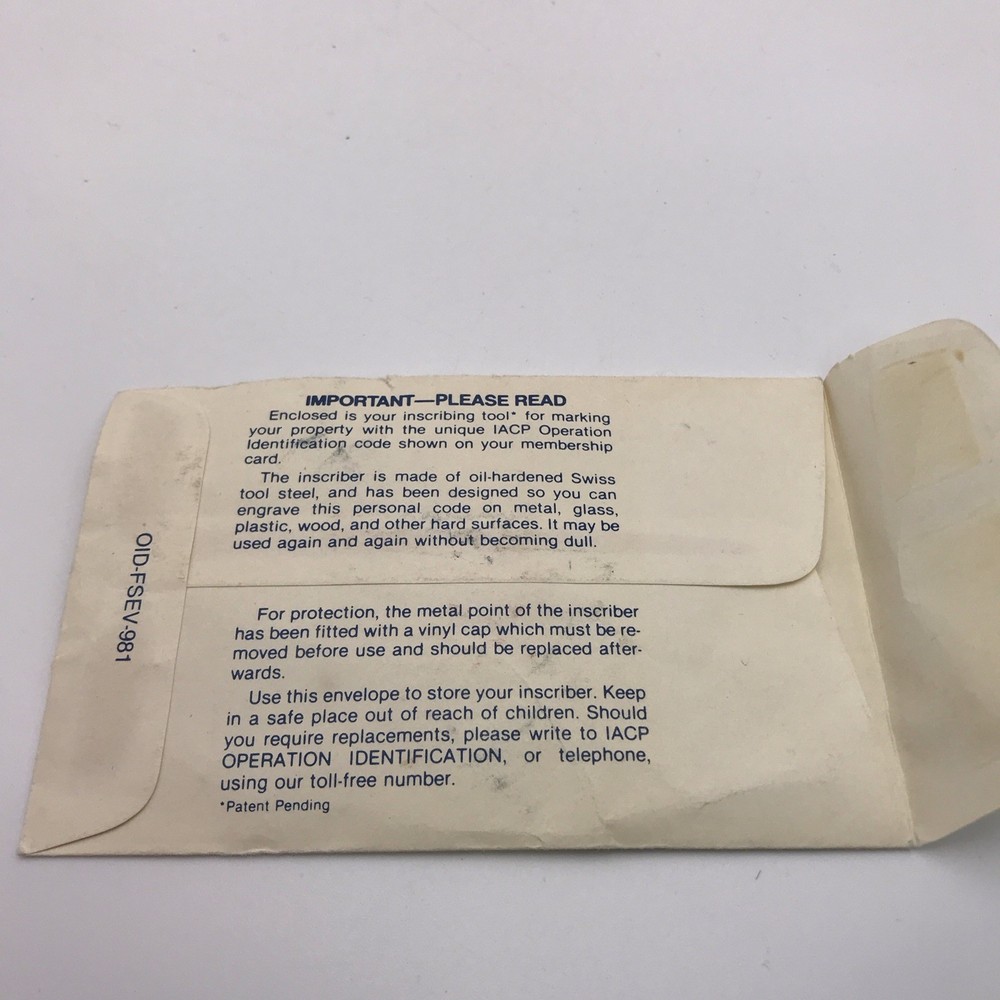 IMPORTANT—PLEASE READ
Enclosed is your inscribing tool* for marking
your property with the unique IACP Operation
Identification code shown on your membership
card.
The inscriber is made of oil-hardened Swiss
tool steel, and has been designed so you can
engrave this personal code on metal, glass,
plastic, wood, and other hard surfaces. It may be
used again and again without becoming dull.
For protection, the metal point of the inscriber
has been fitted with a vinyl cap which must be re-
moved before use and should be replaced after-
wards.
Use this envelope to store your inscriber. Keep
in a safe place out of reach of children. Should
you require replacements, please write to IACP
OPERATION IDENTIFICATION, or telephone,
using our toll-free number.
*Patent Pending
OID-FSEV-981